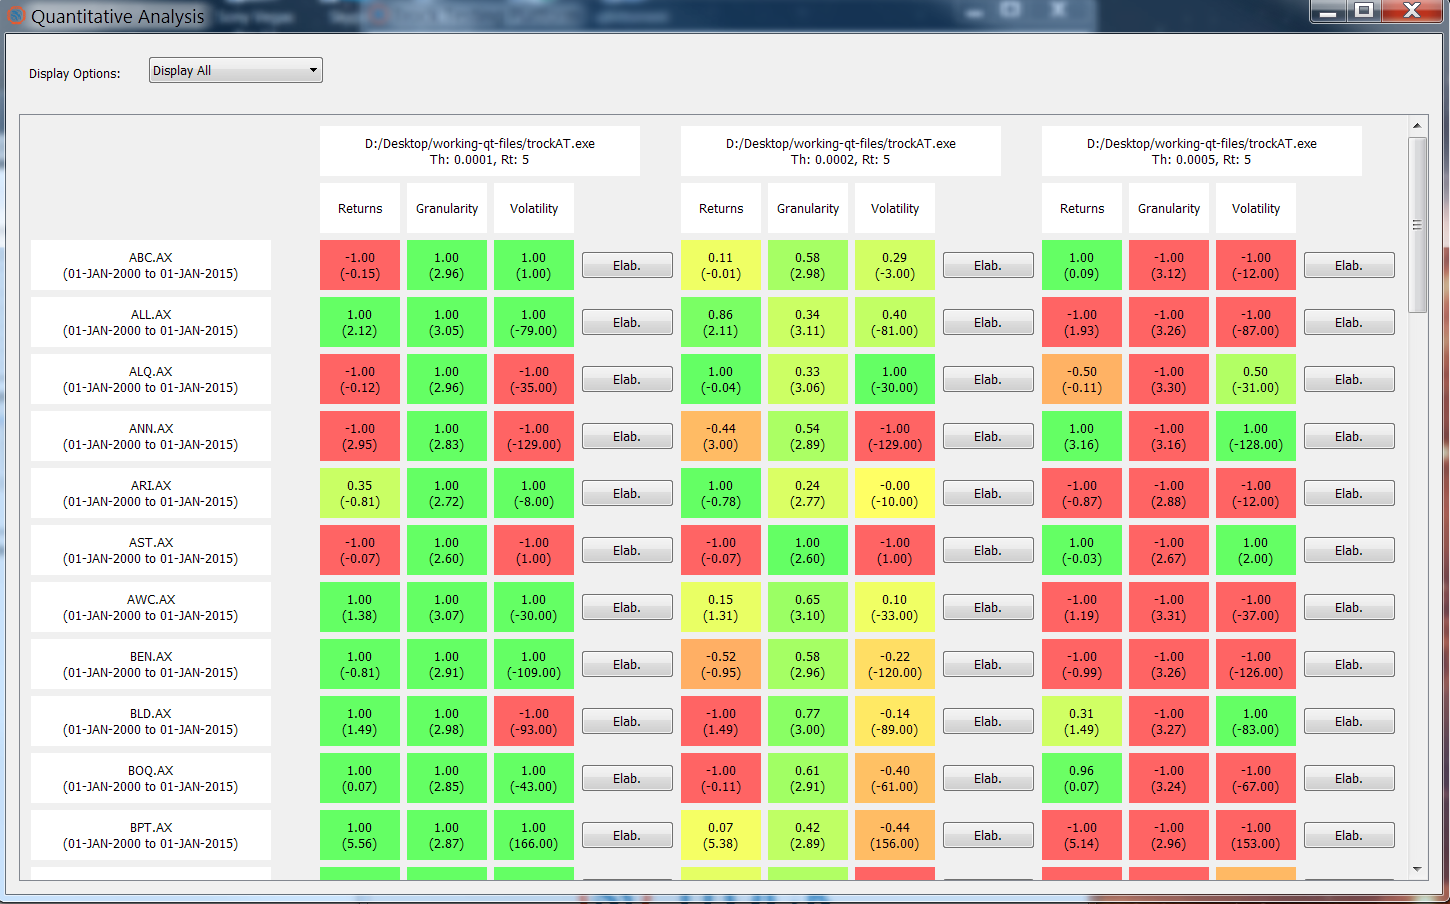 Quantitative Analysis
Display Options:
Display All
D:/Desktop/working-qt-files/trockAT.exe
Th: 0.0001, Rt: 5
D:/Desktop/working-qt-files/trockAT.exe
Th: 0.0002, Rt: 5
D:/Desktop/working-qt-files/trockAT.exe
Th: 0.0005, Rt: 5
Returns Granularity Volatility Returns Granularity Volatility Returns Granularity Volatility
ABC.AX -1.00 1.00 1.00 0.11 0.58 0.29 1.00 -1.00 -1.00
(01-JAN-2000 to 01-JAN-2015) (-0.15) (2.96) (1.00) Elab. (-0.01) (2.98) (-3.00) Elab. (0.09) (3.12) (-12.00) Elab.
ALL.AX 1.00 1.00 1.00 0.86 0.34 0.40 -1.00 -1.00 -1.00
(01-JAN-2000 to 01-JAN-2015) (2.12) (3.05) (-79.00) Elab. (2.11) (3.11) (-81.00) Elab. (1.93) (3.26) (-87.00) Elab.
ALQ.AX -1.00 1.00 -1.00 1.00 0.33 1.00 -0.50 -1.00 0.50
(01-JAN-2000 to 01-JAN-2015) (-0.12) (2.96) (-35.00) Elab. (-0.04) (3.06) (-30.00) Elab. (-0.11) (3.30) (-31.00) Elab.
ANN.AX -1.00 1.00 -1.00 -0.44 0.54 -1.00 1.00 -1.00 1.00
(01-JAN-2000 to 01-JAN-2015) (2.95) (2.83) (-129.00) Elab. (3.00) (2.89) (-129.00) Elab. (3.16) (3.16) (-128.00) Elab.
ARI.AX 0.35 1.00 1.00 1.00 0.24 -0.00 -1.00 -1.00 -1.00
(01-JAN-2000 to 01-JAN-2015) (-0.81) (2.72) (-8.00) Elab. (-0.78) (2.77) (-10.00) Elab. (-0.87) (2.88) (-12.00) Elab.
AST.AX -1.00 1.00 -1.00 -1.00 1.00 -1.00 1.00 -1.00 1.00
(01-JAN-2000 to 01-JAN-2015) (-0.07) (2.60) (1.00) Elab. (-0.07) (2.60) (1.00) Elab. (-0.03) (2.67) (2.00) Elab.
AWC.AX 1.00 1.00 1.00 0.15 0.65 0.10 -1.00 -1.00 -1.00
(01-JAN-2000 to 01-JAN-2015) (1.38) (3.07) (-30.00) Elab. (1.31) (3.10) (-33.00) Elab. (1.19) (3.31) (-37.00) Elab.
BEN.AX 1.00 1.00 1.00 -0.52 0.58 -0.22 -1.00 -1.00 -1.00
(01-JAN-2000 to 01-JAN-2015) (-0.81) (2.91) (-109.00) Elab. (-0.95) (2.96) (-120.00) Elab. (-0.99) (3.26) (-126.00) Elab.
BLD.AX 1.00 1.00 -1.00 -1.00 0.77 -0.14 0.31 -1.00 1.00
(01-JAN-2000 to 01-JAN-2015) (1.49) (2.98) (-93.00) Elab. (1.49) (3.00) (-89.00) Elab. (1.49) (3.27) (-83.00) Elab.
BOQ.AX 1.00 1.00 1.00 -1.00 0.61 -0.40 0.96 -1.00 -1.00
(01-JAN-2000 to 01-JAN-2015) (0.07) (2.85) (-43.00) Elab. (-0.11) (2.91) (-61.00) Elab. (0.07) (3.24) (-67.00) Elab.
BPT.AX 1.00 1.00 1.00 0.07 0.42 -0.44 -1.00 -1.00 -1.00
(01-JAN-2000 to 01-JAN-2015) (5.56) (2.87) (166.00) Elab. (5.38) (2.89) (156.00) Elab. (5.14) (2.96) (153.00) Elab.